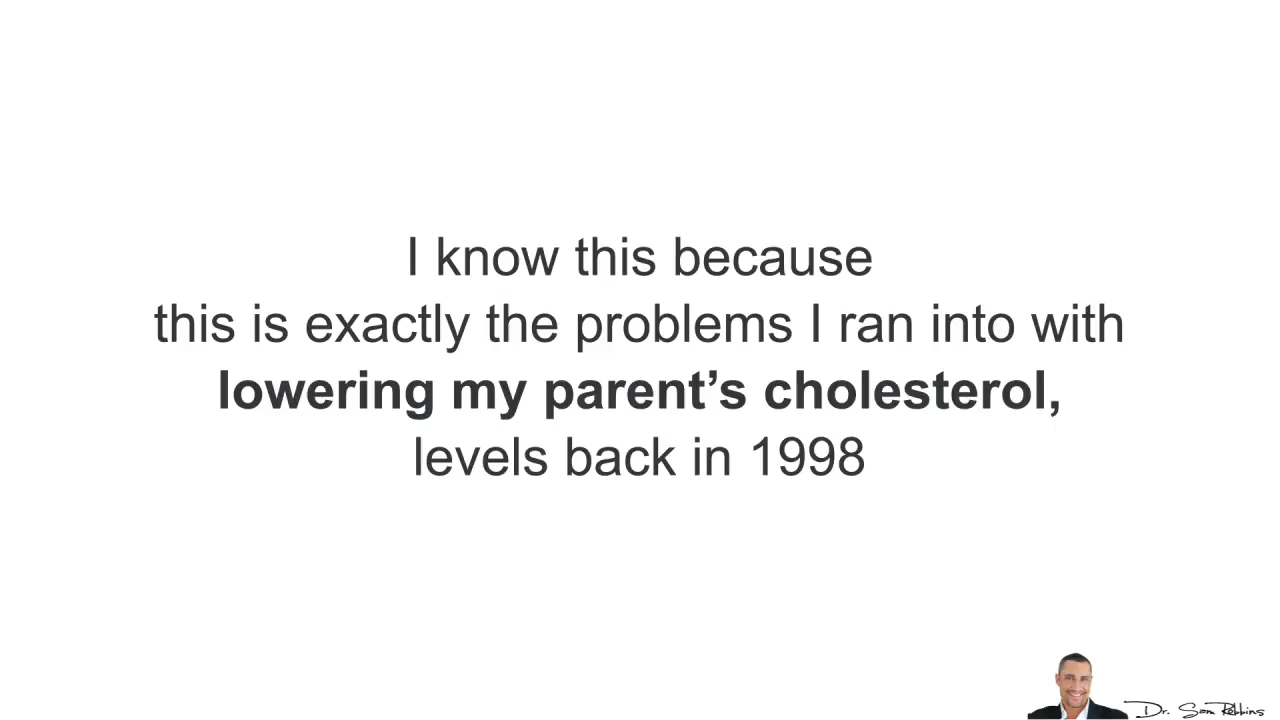 I know this because
this is exactly the problems I ran into with
lowering my parent’s cholesterol,
levels back in 1998
Dr. Sam Robbins